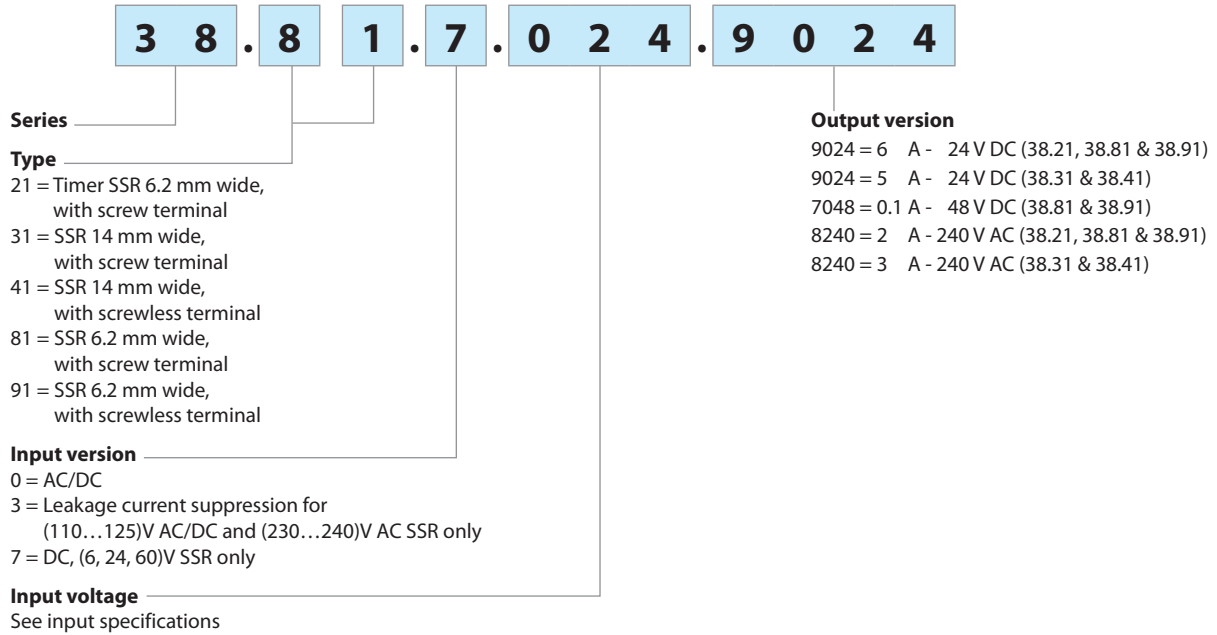 3 8 . 8 1 . 7 . 0 2 4 . 9 0 2 4
Series
Type
21 = Timer SSR 6.2 mm wide,
with screw terminal
31 = SSR 14 mm wide,
with screw terminal
41 = SSR 14 mm wide,
with screwless terminal
81 = SSR 6.2 mm wide,
with screw terminal
91 = SSR 6.2 mm wide,
with screwless terminal
Input version
0 = AC/DC
3 = Leakage current suppression for
(110…125)V AC/DC and (230…240)V AC SSR only
7 = DC, (6, 24, 60)V SSR only
Input voltage
See input specifications
Output version
9024 = 6 A - 24 V DC (38.21, 38.81 & 38.91)
9024 = 5 A - 24 V DC (38.31 & 38.41)
7048 = 0.1 A - 48 V DC (38.81 & 38.91)
8240 = 2 A - 240 V AC (38.21, 38.81 & 38.91)
8240 = 3 A - 240 V AC (38.31 & 38.41)